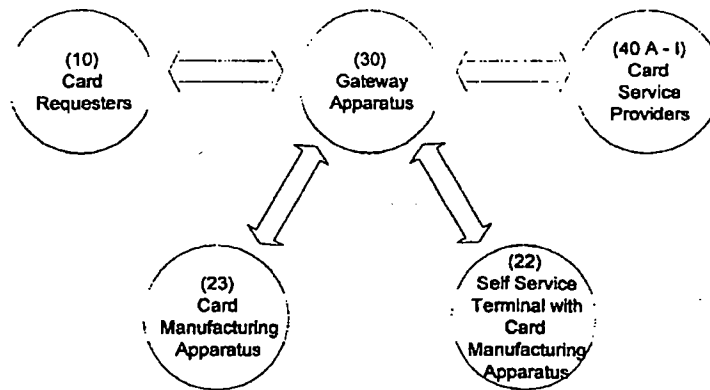 (10)
Card
Requesters
(30)
Gateway
Apparatus
(40 A - I)
Card
Service
Providers
(23)
Card
Manufacturing
Apparatus
(22)
Self Service
Terminal with
Card
Manufacturing
Apparatus